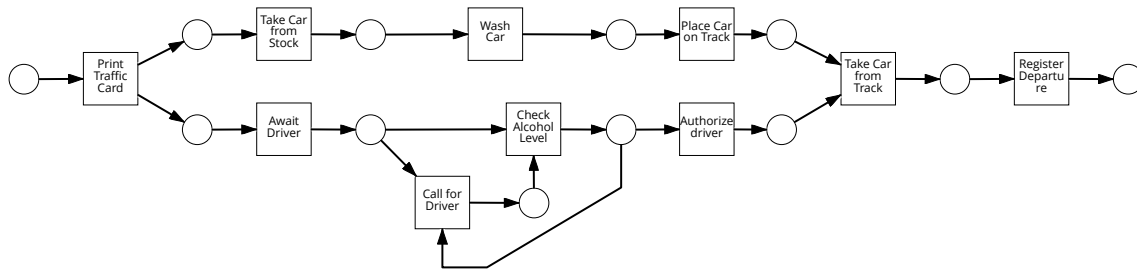 Print
Traffic
Card
Take Car
from
Stock
Wash
Car
Place Car
on Track
Await
Driver
Check
Alcohol
Level
Call for
Driver
Authorize
driver
Take Car
from
Track
Register
Departu
re